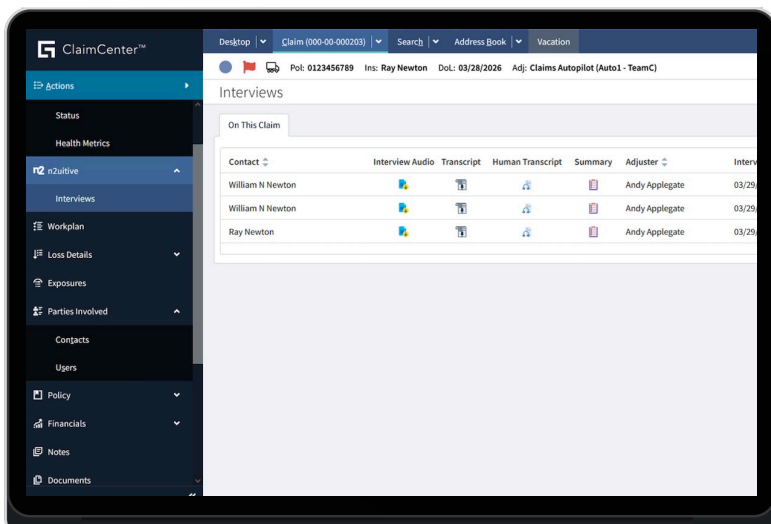 ClaimCenter™
Desktop
Claim (000-00-000203)
Search
Address Book
Vacation
Pol: 0123456789 Ins: Ray Newton DoL: 03/28/2026 Adj: Claims Autopilot (Auto1 - TeamC)
Actions
Status
Health Metrics
n2 n2uitive
Interviews
Workplan
Loss Details
Exposures
Parties Involved
Contacts
Users
Policy
Financials
Notes
Documents
Interviews
On This Claim
Contact Interview Audio Transcript Human Transcript Summary Adjuster Interv
William N Newton Andy Applegate 03/29/
William N Newton Andy Applegate 03/29/
Ray Newton Andy Applegate 03/29/